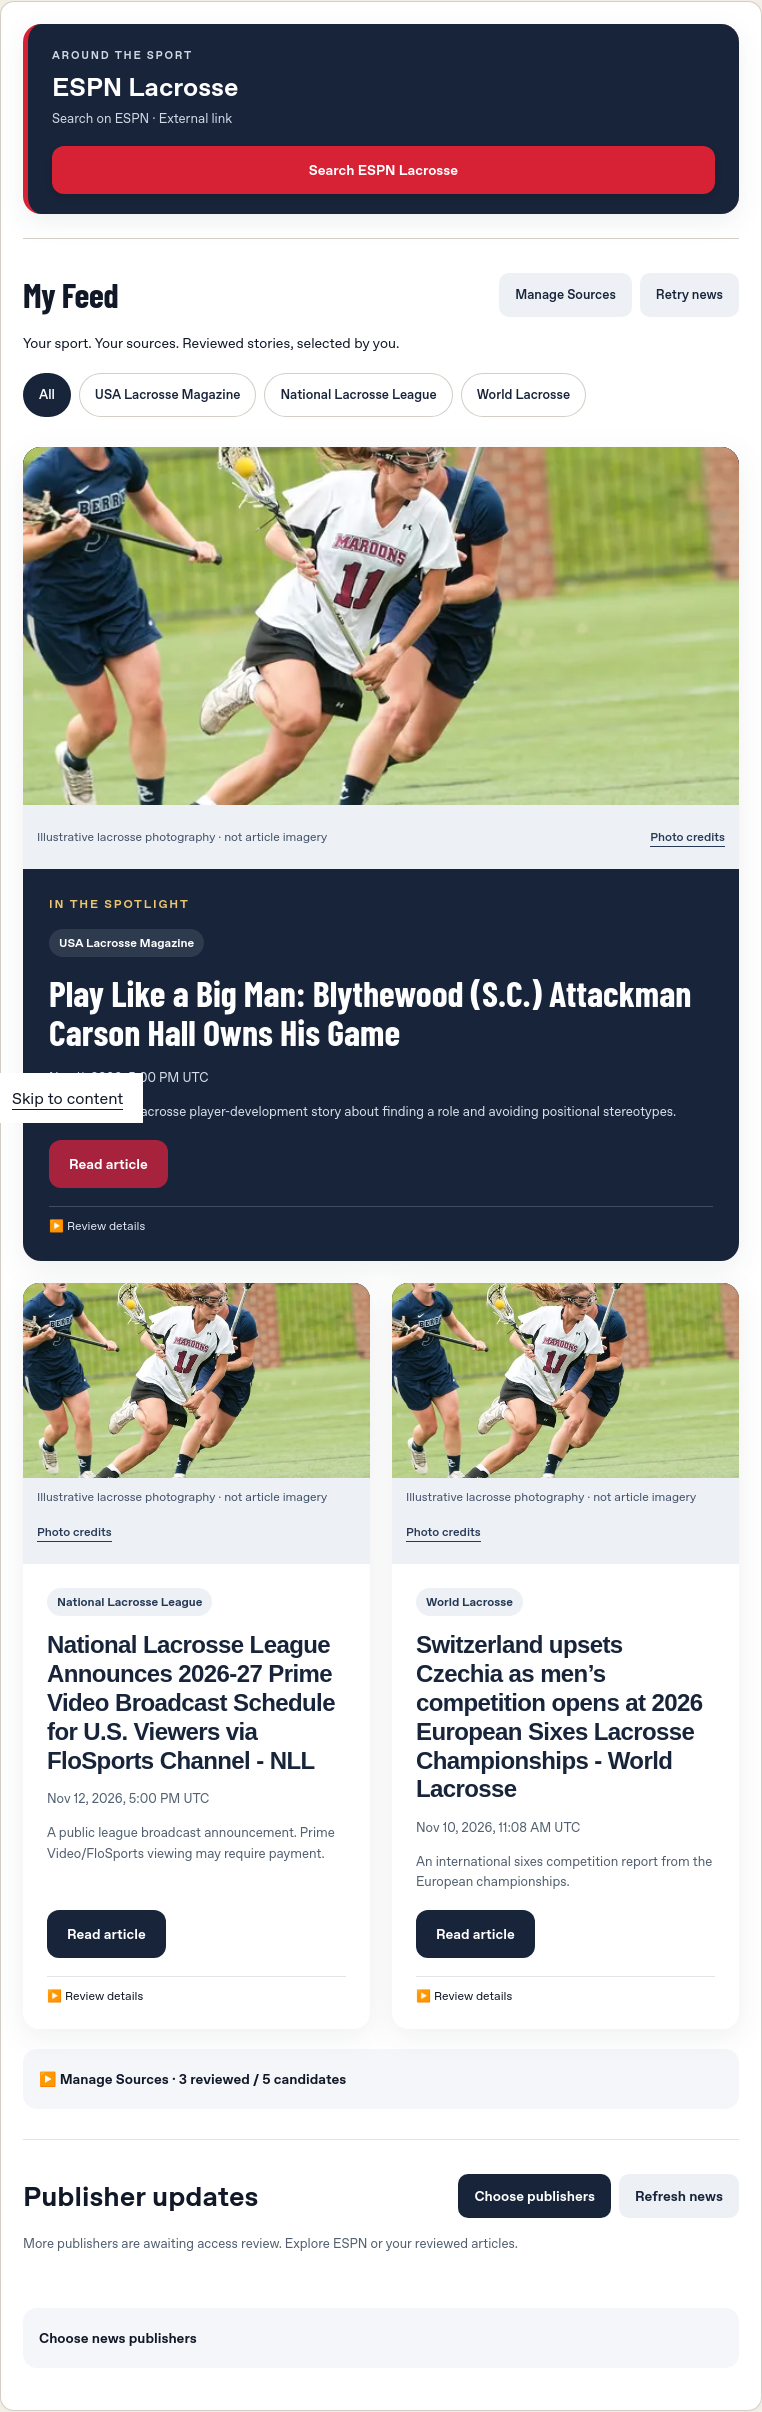 AROUND THE SPORT
ESPN Lacrosse
Search on ESPN · External link
Search ESPN Lacrosse
My Feed
Manage Sources
Retry news
Your sport. Your sources. Reviewed stories, selected by you.
All
USA Lacrosse Magazine
National Lacrosse League
World Lacrosse
BERRY
MAROONS
11
Illustrative lacrosse photography · not article imagery
Photo credits
IN THE SPOTLIGHT
USA Lacrosse Magazine
Play Like a Big Man: Blythewood (S.C.) Attackman
Carson Hall Owns His Game
PM UTC
Skip to content
lacrosse player-development story about finding a role and avoiding positional stereotypes.
Read article
Review details
MAROONS
11
MAROONS
11
Illustrative lacrosse photography · not article imagery
Photo credits
Illustrative lacrosse photography · not article imagery
Photo credits
National Lacrosse League
National Lacrosse League
Announces 2026-27 Prime
Video Broadcast Schedule
for U.S. Viewers via
FloSports Channel - NLL
Nov 12, 2026, 5:00 PM UTC
A public league broadcast announcement. Prime
Video/FloSports viewing may require payment.
Read article
Review details
World Lacrosse
Switzerland upsets
Czechia as men’s
competition opens at 2026
European Sixes Lacrosse
Championships - World
Lacrosse
Nov 10, 2026, 11:08 AM UTC
An international sixes competition report from the
European championships.
Read article
Review details
Manage Sources · 3 reviewed / 5 candidates
Publisher updates
Choose publishers
Refresh news
More publishers are awaiting access review. Explore ESPN or your reviewed articles.
Choose news publishers